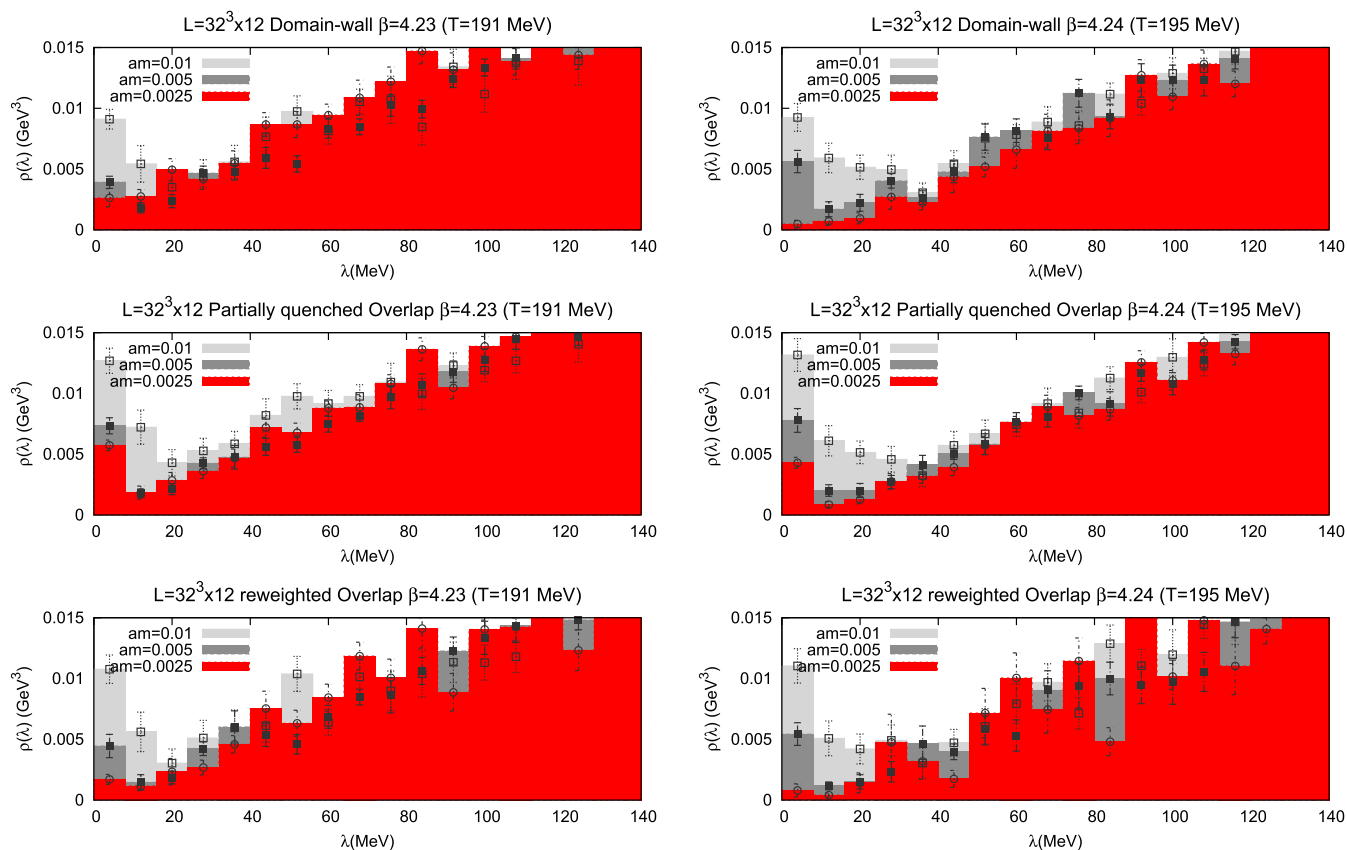 L=32³x12 Domain-wall β=4.23 (T=191 MeV)
ρ(λ) (GeV³)
0.015
0.01
0.005
0
am=0.01
am=0.005
am=0.0025
0 20 40 60 80 100 120 140
λ(MeV)
L=32³x12 Domain-wall β=4.24 (T=195 MeV)
ρ(λ) (GeV³)
0.015
0.01
0.005
0
am=0.01
am=0.005
am=0.0025
0 20 40 60 80 100 120 140
λ(MeV)
L=32³x12 Partially quenched Overlap β=4.23 (T=191 MeV)
ρ(λ) (GeV³)
0.015
0.01
0.005
0
am=0.01
am=0.005
am=0.0025
0 20 40 60 80 100 120 140
λ(MeV)
L=32³x12 Partially quenched Overlap β=4.24 (T=195 MeV)
ρ(λ) (GeV³)
0.015
0.01
0.005
0
am=0.01
am=0.005
am=0.0025
0 20 40 60 80 100 120 140
λ(MeV)
L=32³x12 reweighted Overlap β=4.23 (T=191 MeV)
ρ(λ) (GeV³)
0.015
0.01
0.005
0
am=0.01
am=0.005
am=0.0025
0 20 40 60 80 100 120 140
λ(MeV)
L=32³x12 reweighted Overlap β=4.24 (T=195 MeV)
ρ(λ) (GeV³)
0.015
0.01
0.005
0
am=0.01
am=0.005
am=0.0025
0 20 40 60 80 100 120 140
λ(MeV)